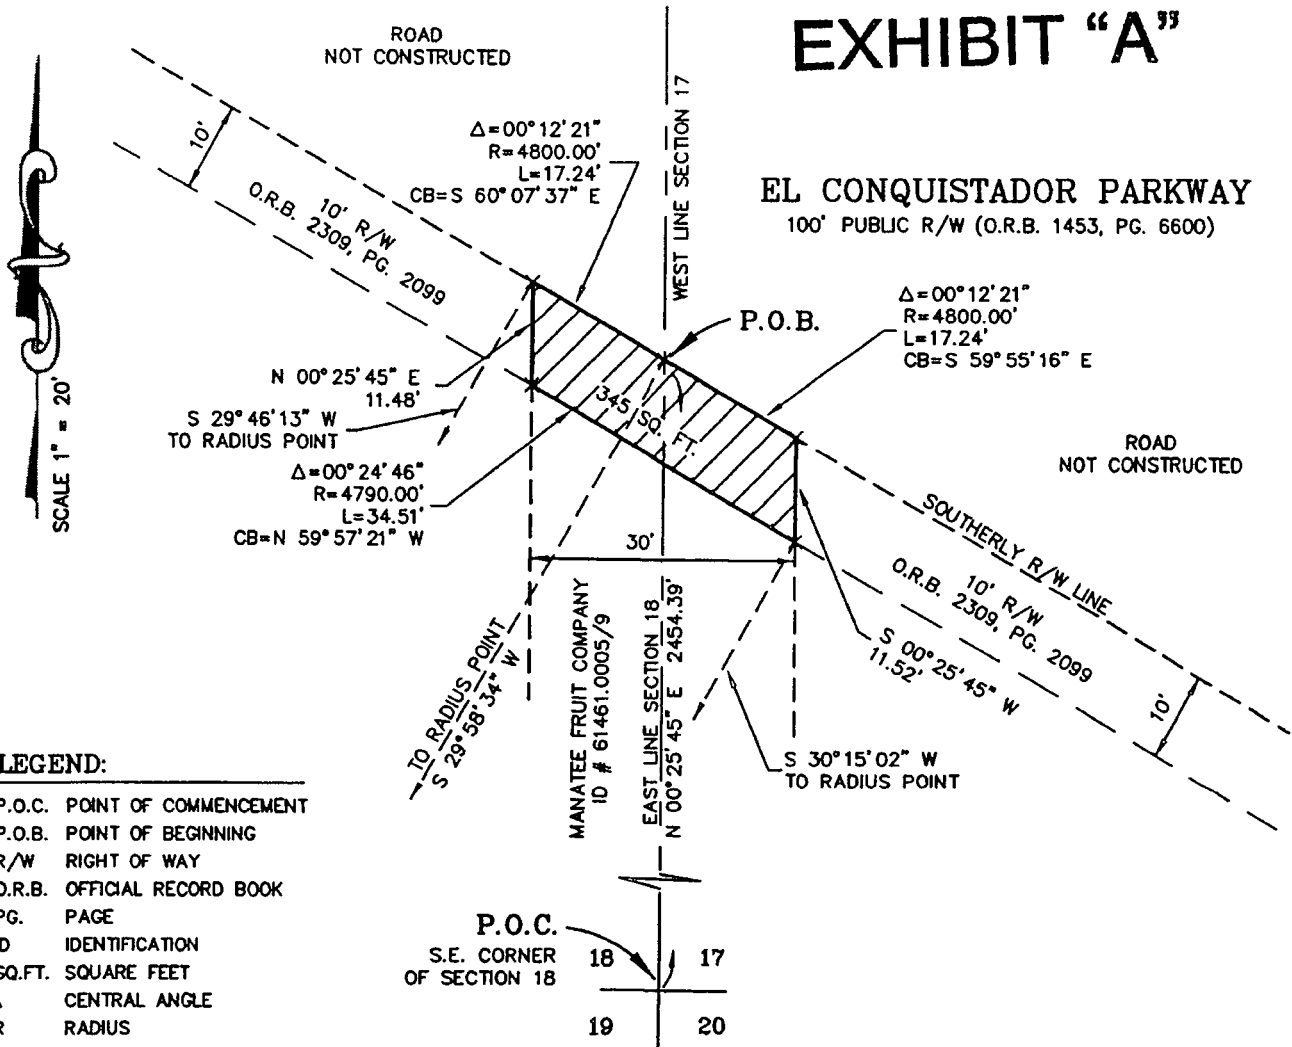 EXHIBIT "A"
ROAD
NOT CONSTRUCTED
WEST LINE SECTION 17
EL CONQUISTADOR PARKWAY
100' PUBLIC R/W (O.R.B. 1453, PG. 6600)
10'
10' R/W
O.R.B. 2309, PG. 2099
Δ=00°12'21"
R=4800.00'
L=17.24'
CB=S 60°07'37" E
P.O.B.
Δ=00°12'21"
R=4800.00'
L=17.24'
CB=S 59°55'16" E
SCALE 1" = 20'
N 00°25'45" E
11.48'
S 29°46'13" W
TO RADIUS POINT
345 SQ. FT.
Δ=00°24'46"
R=4790.00'
L=34.51'
CB=N 59°57'21" W
ROAD
NOT CONSTRUCTED
SOUTHERLY R/W LINE
10' R/W
O.R.B. 2309, PG. 2099
10'
30'
S 00°25'45" W
11.52'
TO RADIUS POINT
S 29°58'34" W
MANATEE FRUIT COMPANY
ID # 61461.0005/9
EAST LINE SECTION 18
N 00°25'45" E 2454.39'
S 30°15'02" W
TO RADIUS POINT
LEGEND:
P.O.C. POINT OF COMMENCEMENT
P.O.B. POINT OF BEGINNING
R/W RIGHT OF WAY
O.R.B. OFFICIAL RECORD BOOK
PG. PAGE
ID IDENTIFICATION
SQ.FT. SQUARE FEET
CENTRAL ANGLE
R RADIUS
P.O.C.
S.E. CORNER
OF SECTION 18
18 17
19 20